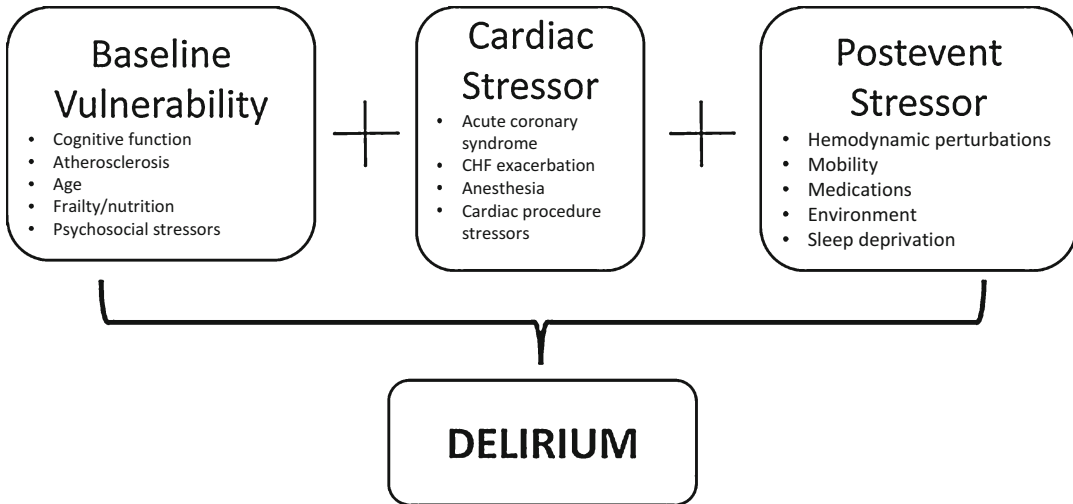 Baseline
Vulnerability
• Cognitive function
• Atherosclerosis
• Age
• Frailty/nutrition
• Psychosocial stressors
+
Cardiac
Stressor
• Acute coronary
syndrome
• CHF exacerbation
• Anesthesia
• Cardiac procedure
stressors
+
Postevent
Stressor
• Hemodynamic perturbations
• Mobility
• Medications
• Environment
• Sleep deprivation
DELIRIUM